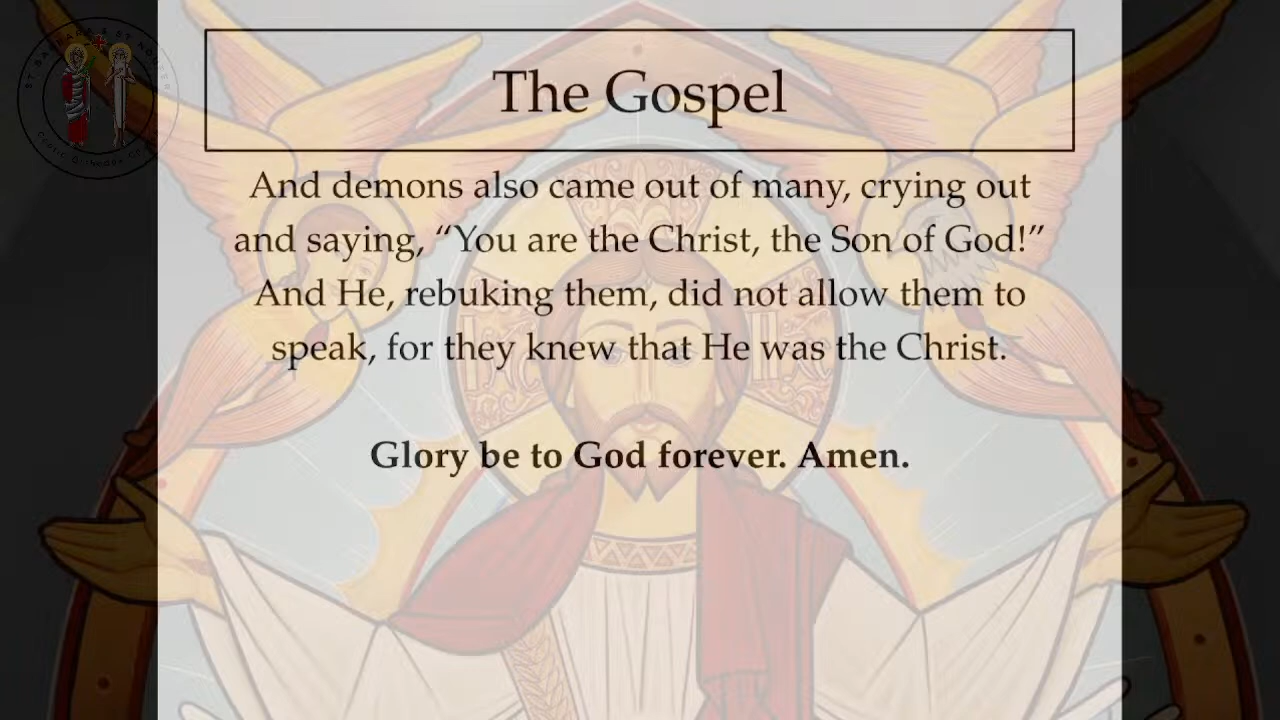 The Gospel
And demons also came out of many, crying out
and saying, “You are the Christ, the Son of God!”
And He, rebuking them, did not allow them to
speak, for they knew that He was the Christ.
Glory be to God forever. Amen.